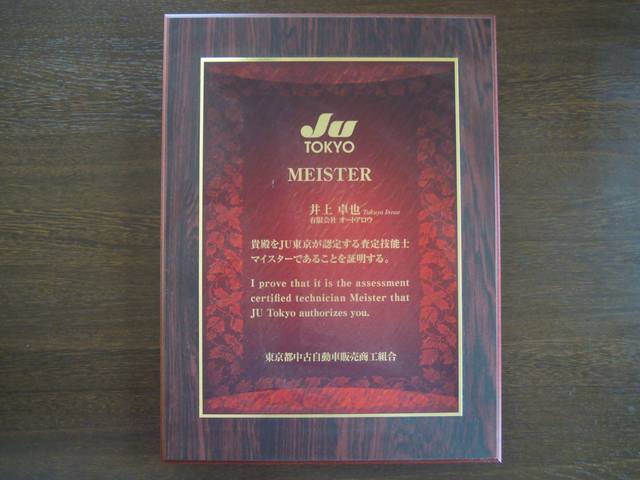 Ju
TOKYO
MEISTER
井上 卓也 Takuya Inoue
有限会社 オートアロウ
貴殿をJU東京が認定する査定技能士
マイスターであることを証明する。
I prove that it is the assessment
certified technician Meister that
JU Tokyo authorizes you.
東京都中古自動車販売商工組合